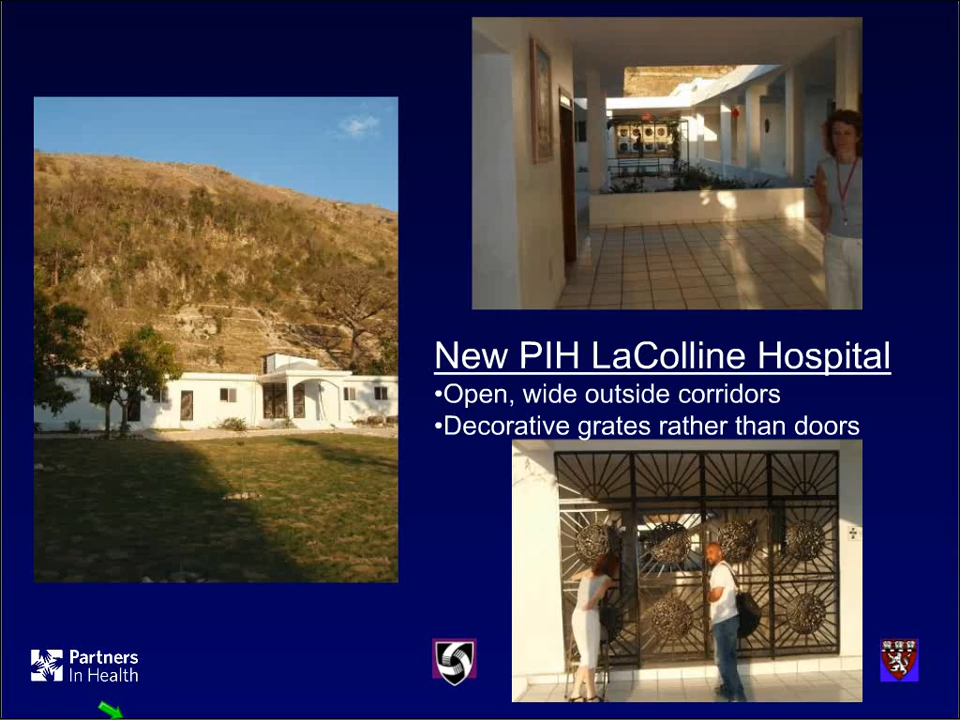 New PIH LaColline Hospital
•Open, wide outside corridors
•Decorative grates rather than doors
Partners
In Health